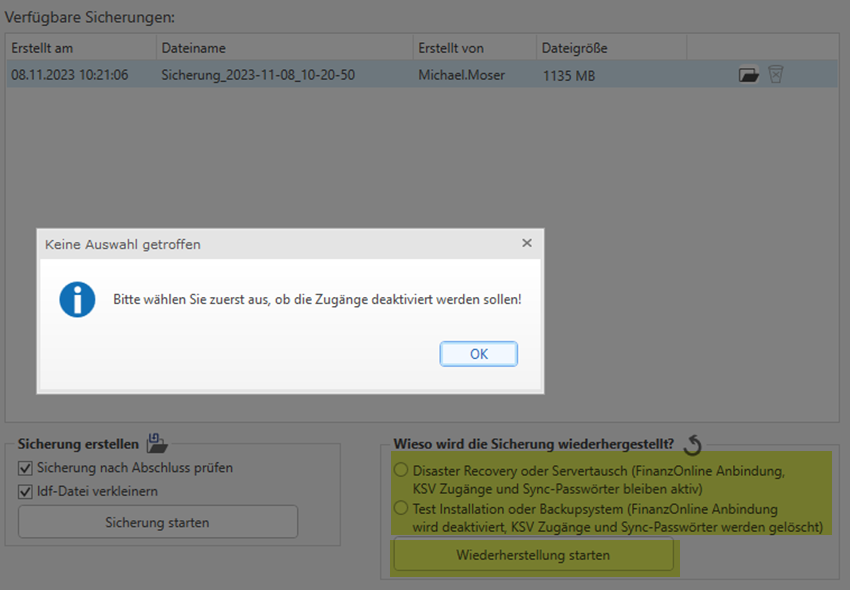 Verfügbare Sicherungen:
Erstellt am Dateiname Erstellt von Dateigröße
08.11.2023 10:21:06 Sicherung_2023-11-08_10-20-50 Michael.Moser 1135 MB
Keine Auswahl getroffen
Bitte wählen Sie zuerst aus, ob die Zugänge deaktiviert werden sollen!
OK
Sicherung erstellen
Sicherung nach Abschluss prüfen
ldf-Datei verkleinern
Sicherung starten
Wieso wird die Sicherung wiederhergestellt?
Disaster Recovery oder Servertausch (FinanzOnline Anbindung,
KSV Zugänge und Sync-Passwörter bleiben aktiv)
Test Installation oder Backupsystem (FinanzOnline Anbindung
wird deaktiviert, KSV Zugänge und Sync-Passwörter werden gelöscht)
Wiederherstellung starten